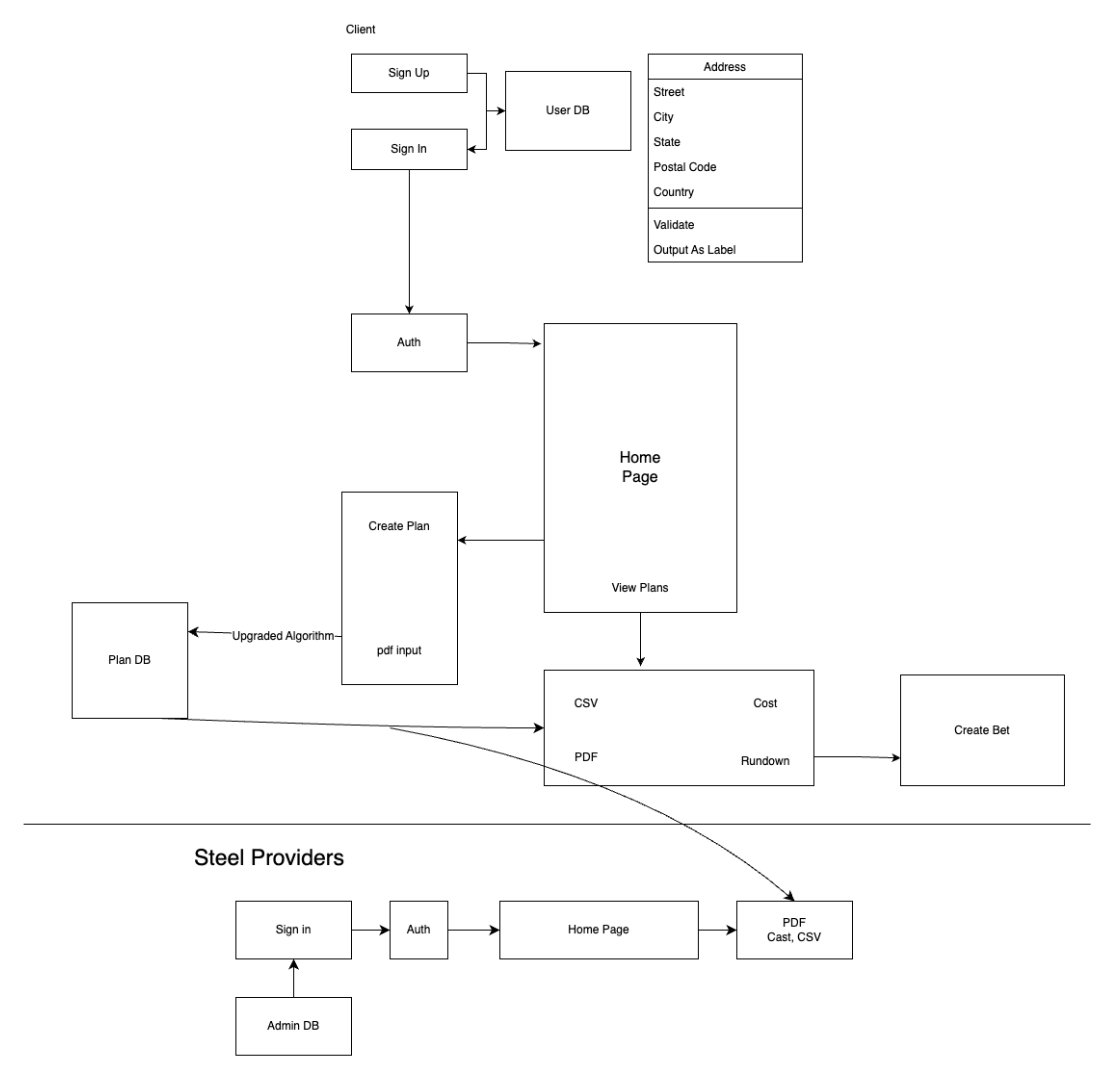 Client
Sign Up
Sign In
User DB
Address
Street
City
State
Postal Code
Country
Validate
Output As Label
Auth
Home
Page
View Plans
Create Plan
pdf input
Upgraded Algorithm
Plan DB
CSV
Cost
PDF
Rundown
Create Bet
Steel Providers
Sign in
Auth
Home Page
PDF
Cast, CSV
Admin DB